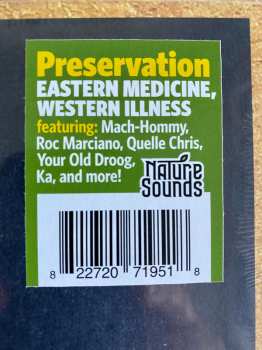 Preservation
EASTERN MEDICINE,
WESTERN ILLNESS
featuring: Mach-Hommy,
Roc Marciano, Quelle Chris,
Your Old Droog,
Ka, and more!
Nature
Sounds
8 22720 71951 8